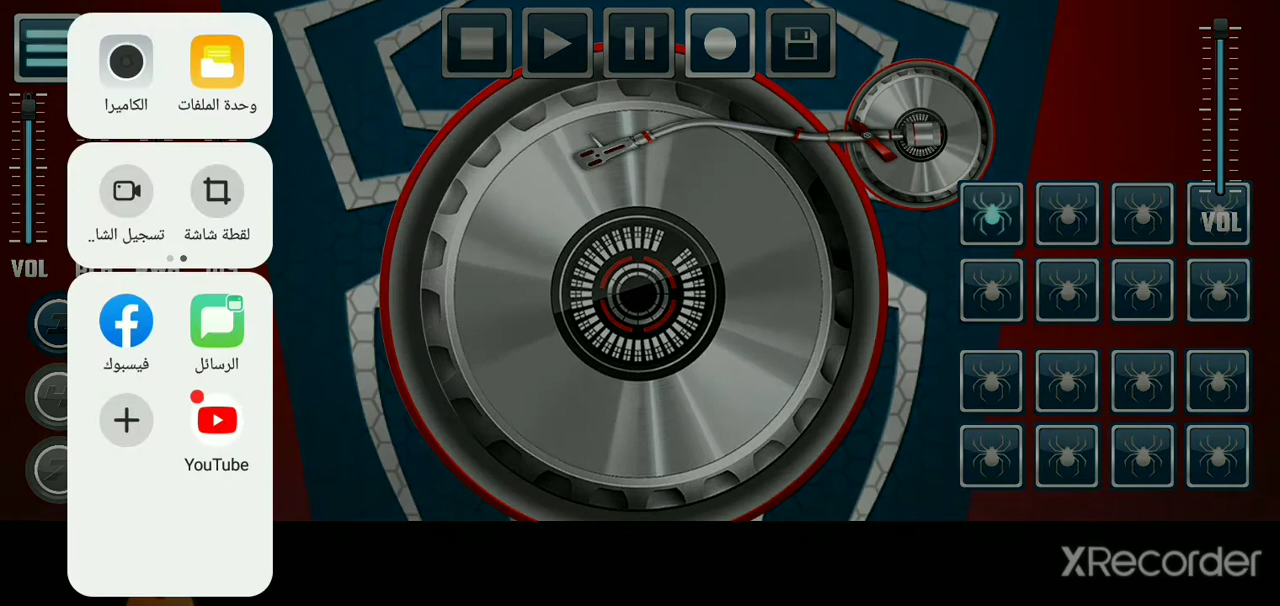 الكاميرا
وحدة الملفات
تسجيل الشا..
لقطة شاشة
فيسبوك
الرسائل
YouTube
VOL
VOL
XRecorder